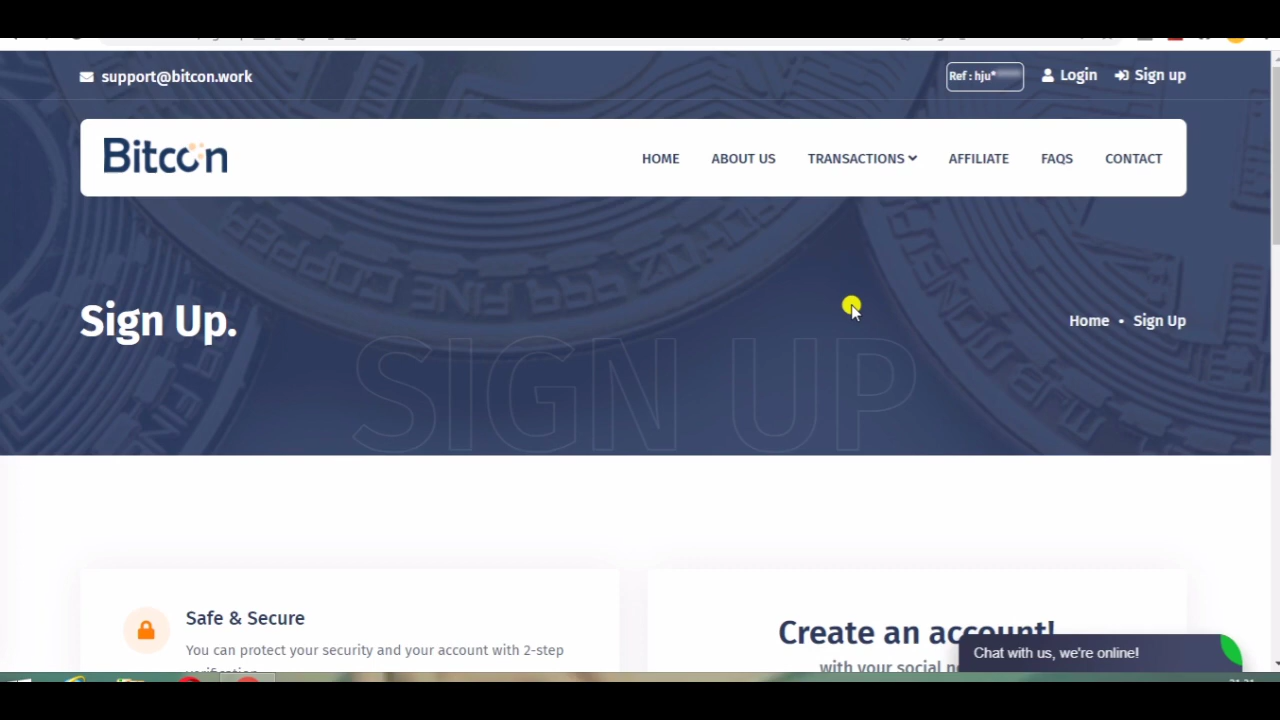 support@bitcon.work
Ref : hju*
Login
Sign up
Bitcon
HOME
ABOUT US
TRANSACTIONS
AFFILIATE
FAQS
CONTACT
Sign Up.
Home • Sign Up
SIGN UP
Safe & Secure
You can protect your security and your account with 2-step
verification
Create an account!
with your social
Chat with us, we're online!